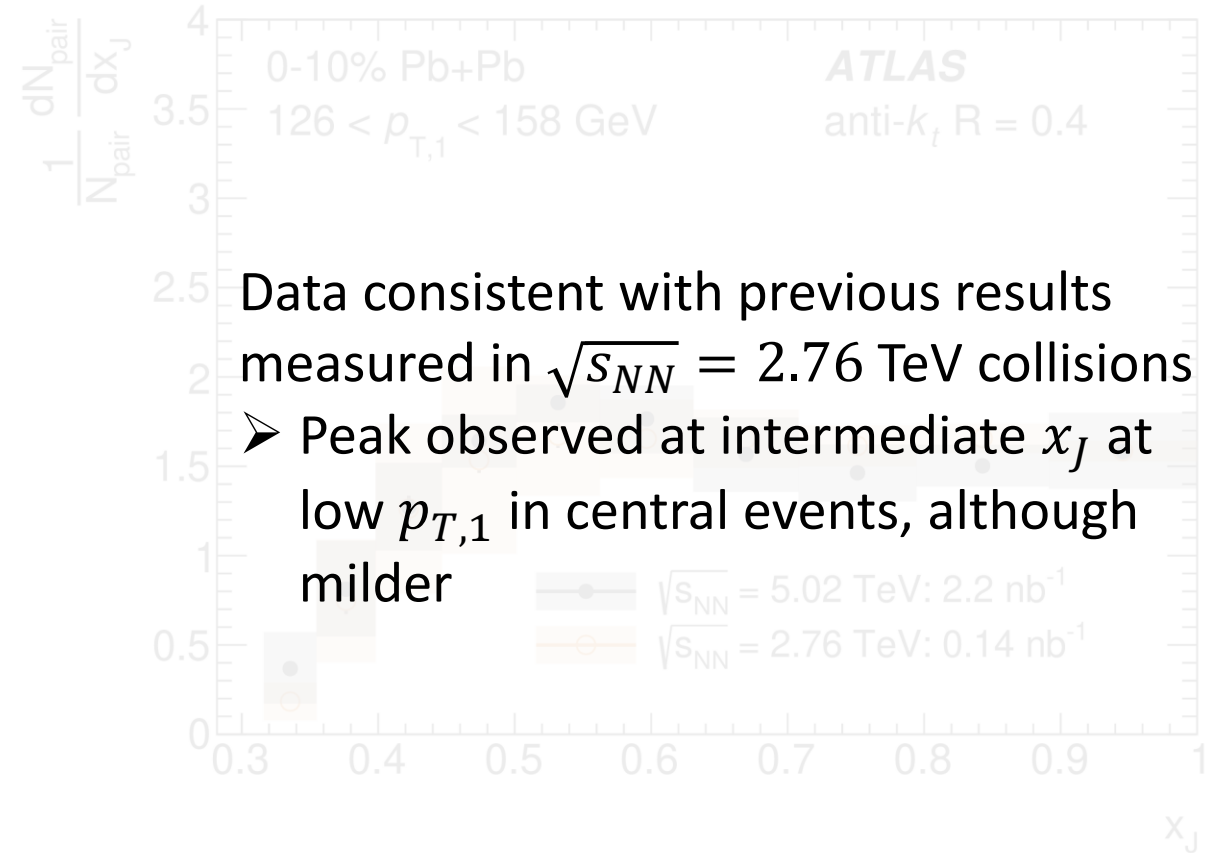 1/N_pair dN_pair/dx_J
4
0-10% Pb+Pb
ATLAS
3.5
126 < p_T,1 < 158 GeV
anti-k_t R = 0.4
3
2.5
Data consistent with previous results
measured in √s_NN = 2.76 TeV collisions
2
➢ Peak observed at intermediate x_J at
1.5
low p_T,1 in central events, although
1
milder
√s_NN = 5.02 TeV: 2.2 nb⁻¹
0.5
√s_NN = 2.76 TeV: 0.14 nb⁻¹
0
0.3 0.4 0.5 0.6 0.7 0.8 0.9 1
x_J